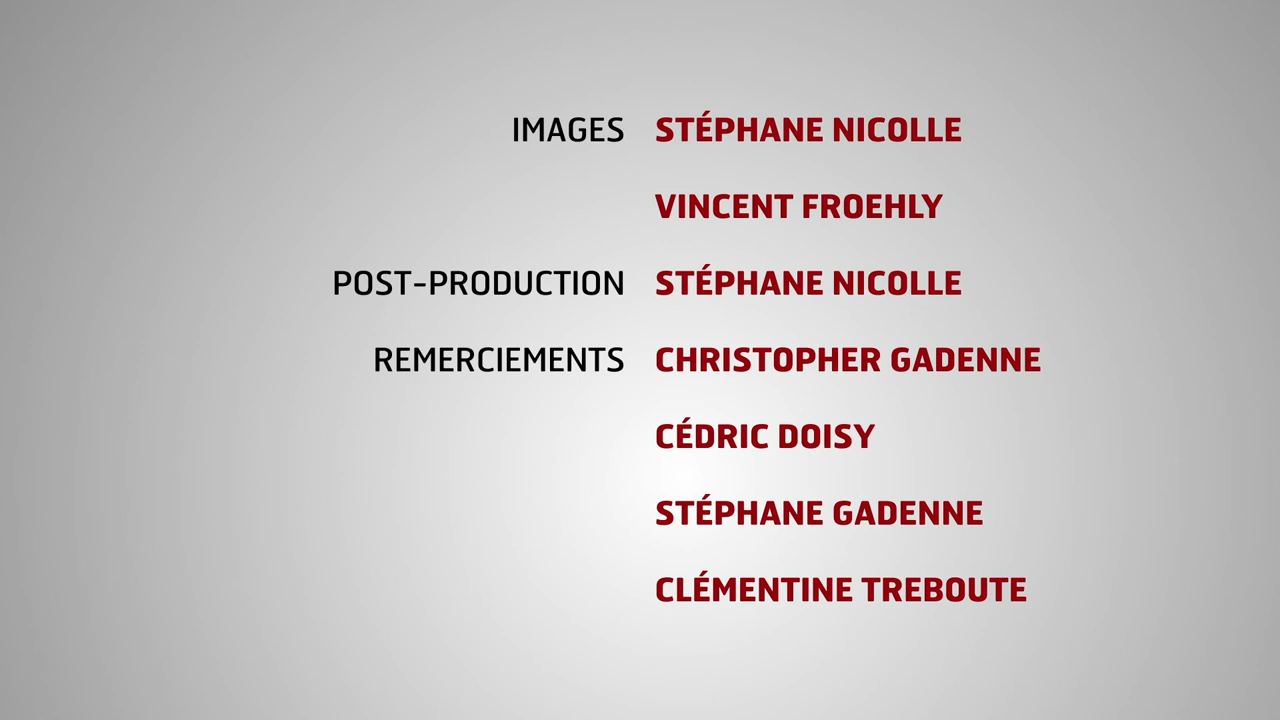 IMAGES STÉPHANE NICOLLE
VINCENT FROEHLY
POST-PRODUCTION STÉPHANE NICOLLE
REMERCIEMENTS CHRISTOPHER GADENNE
CÉDRIC DOISY
STÉPHANE GADENNE
CLÉMENTINE TREBOUTE